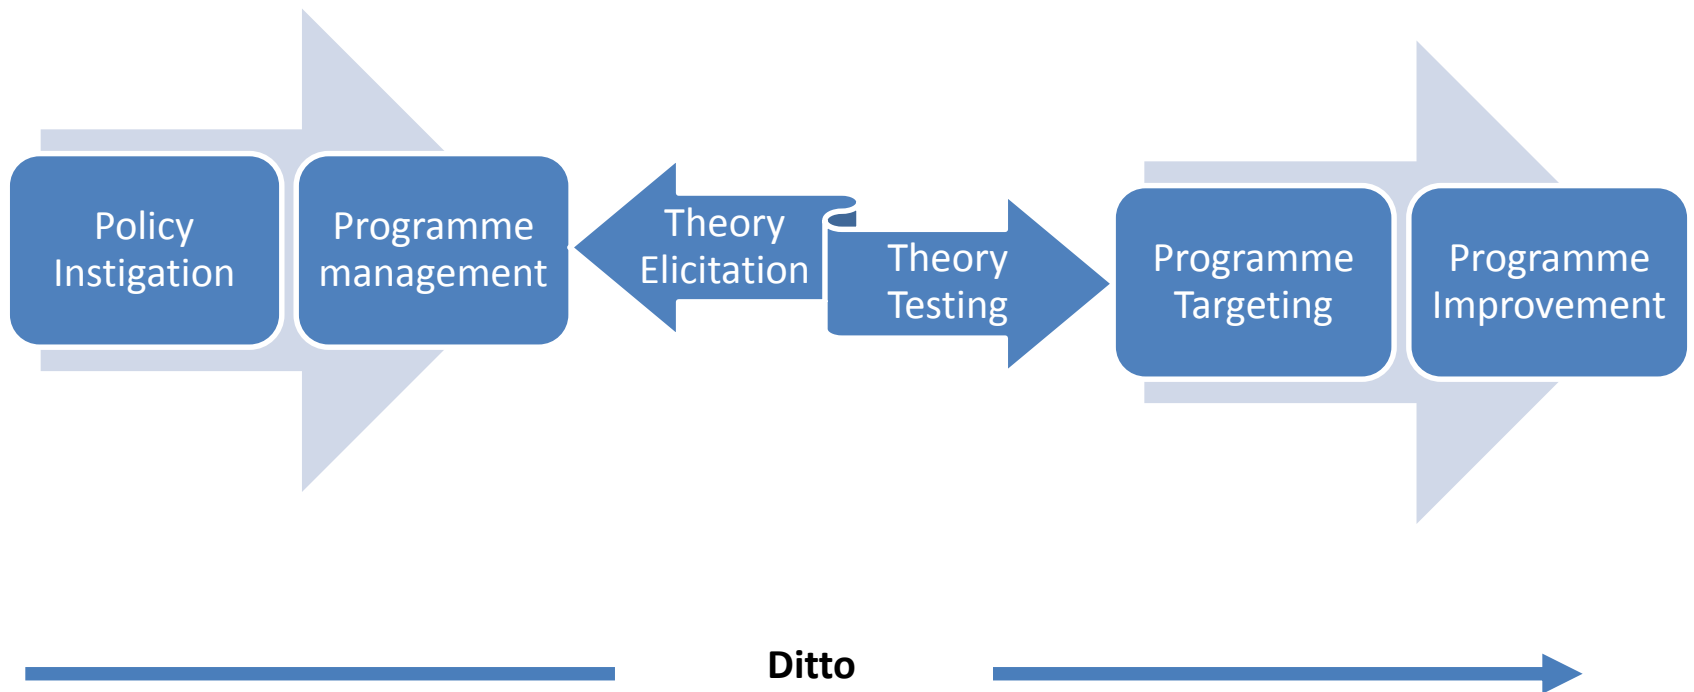 Policy
Instigation
Programme
management
Theory
Elicitation
Theory
Testing
Programme
Targeting
Programme
Improvement
Ditto